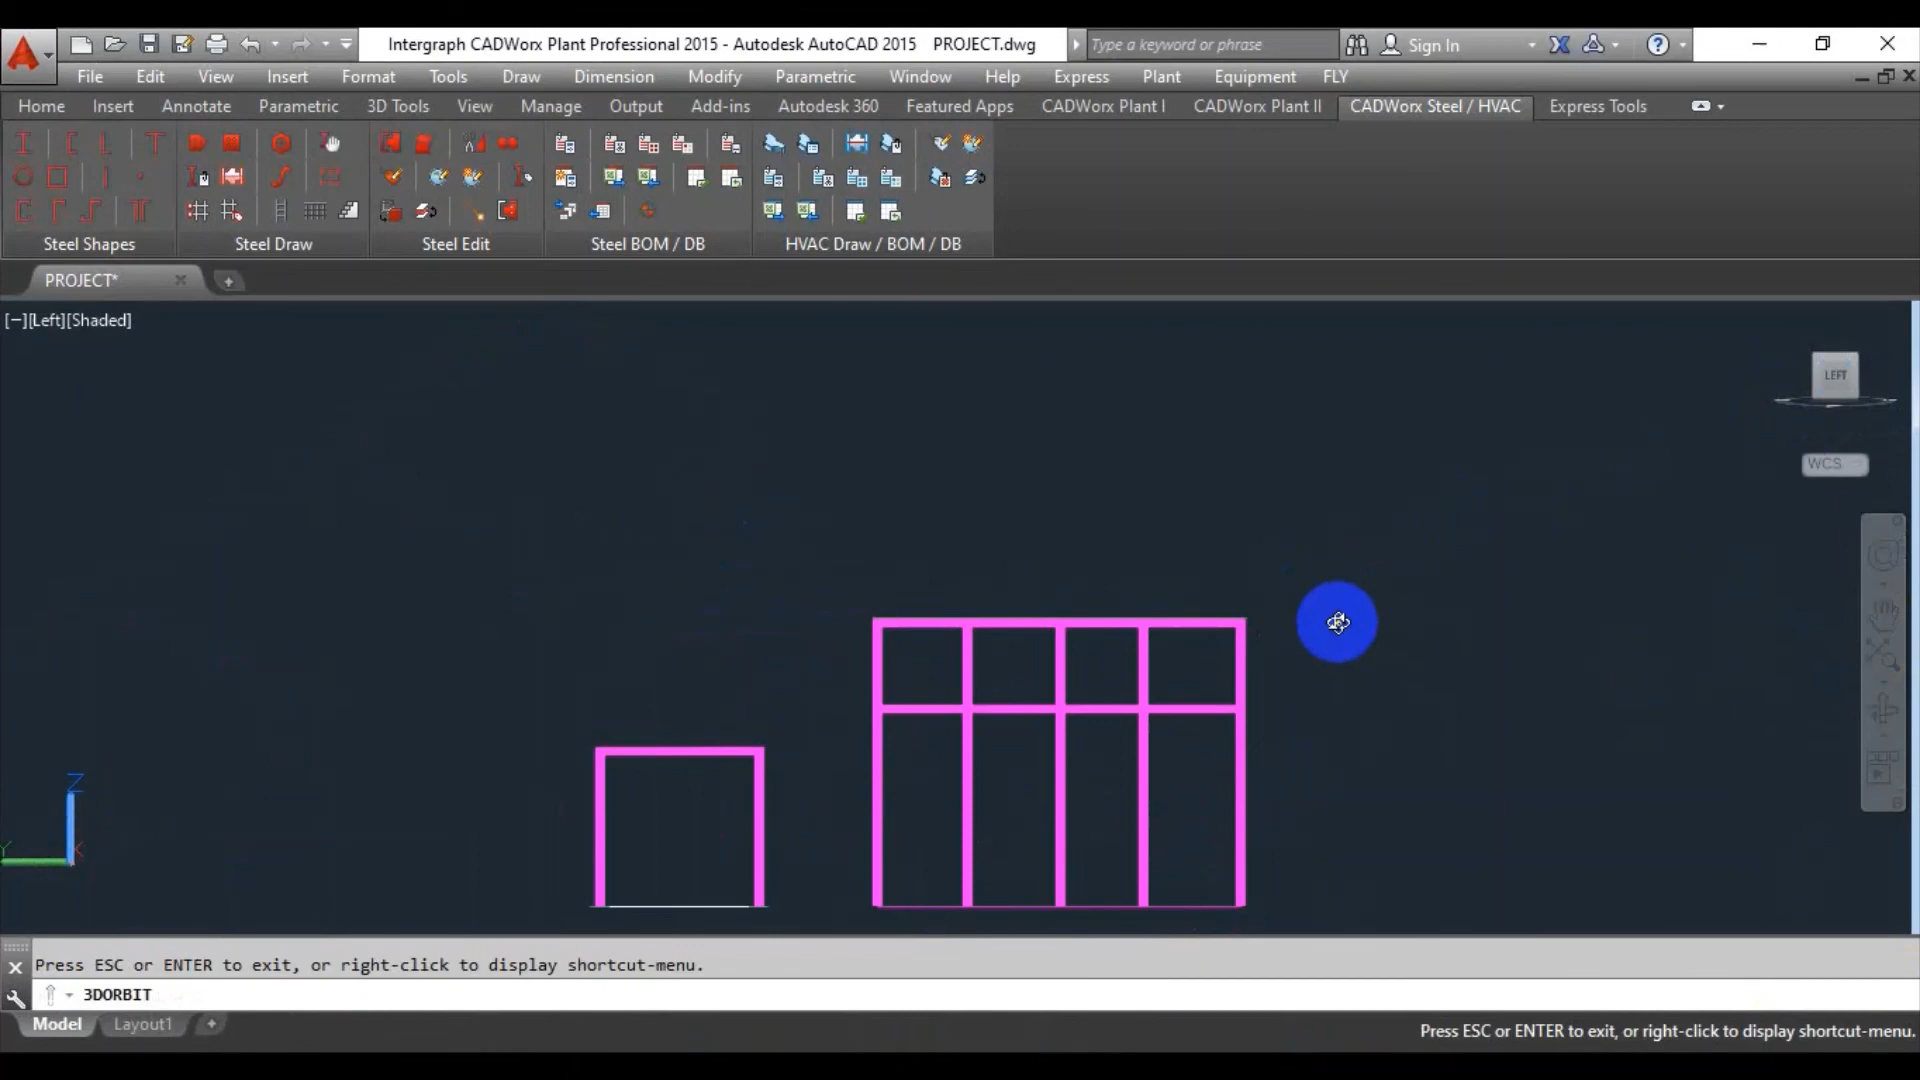 Intergraph CADWorx Plant Professional 2015 - Autodesk AutoCAD 2015 PROJECT.dwg
Type a keyword or phrase
Sign In
File Edit View Insert Format Tools Draw Dimension Modify Parametric Window Help Express Plant Equipment FLY
Home Insert Annotate Parametric 3D Tools View Manage Output Add-ins Autodesk 360 Featured Apps CADWorx Plant I CADWorx Plant II CADWorx Steel / HVAC Express Tools
Steel Shapes Steel Draw Steel Edit Steel BOM / DB HVAC Draw / BOM / DB
PROJECT*
[−][Left][Shaded]
LEFT
WCS
Z
Y X
Press ESC or ENTER to exit, or right-click to display shortcut-menu.
3DORBIT
Model Layout1
Press ESC or ENTER to exit, or right-click to display shortcut-menu.